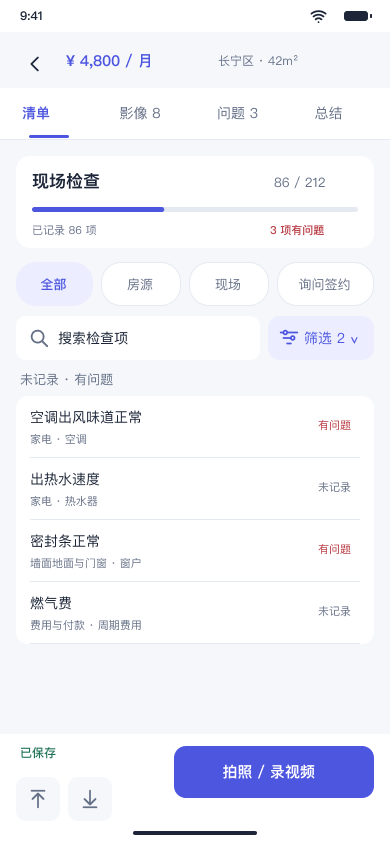 9:41
¥ 4,800 / 月 长宁区 · 42m²
清单 影像 8 问题 3 总结
现场检查 86 / 212
已记录 86 项 3 项有问题
全部 房源 现场 询问签约
搜索检查项 筛选 2
未记录 · 有问题
空调出风味道正常 有问题
家电 · 空调
出热水速度 未记录
家电 · 热水器
密封条正常 有问题
墙面地面与门窗 · 窗户
燃气费 未记录
费用与付款 · 周期费用
已保存
拍照 / 录视频